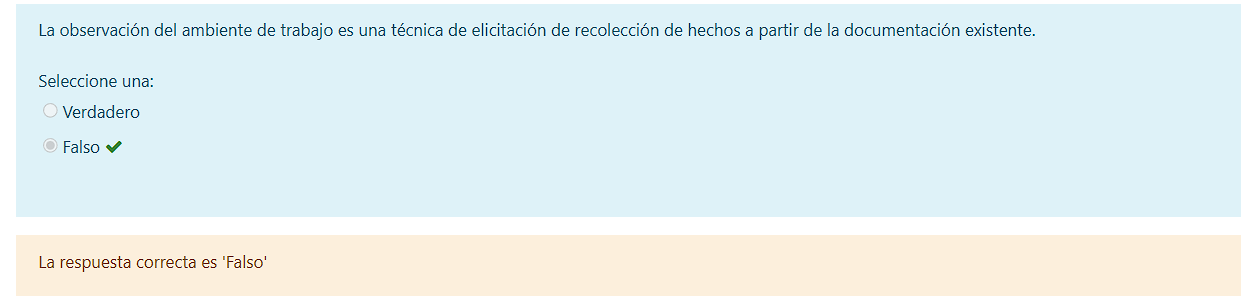 La observación del ambiente de trabajo es una técnica de elicitación de recolección de hechos a partir de la documentación existente.
Seleccione una:
Verdadero
Falso
La respuesta correcta es 'Falso'